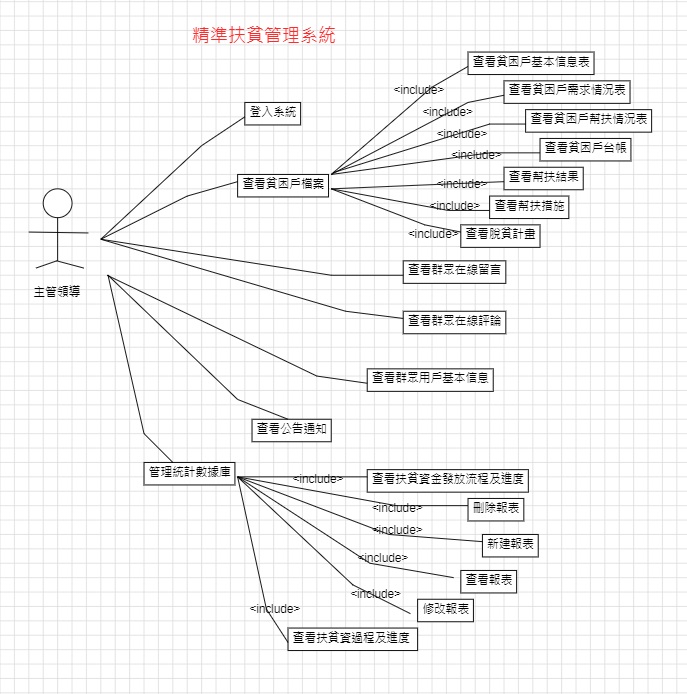 精準扶貧管理系統
查看貧困戶基本信息表
<include>
查看貧困戶需求情況表
登入系統
<include>
查看貧困戶幫扶情況表
<include>
查看貧困戶台帳
<include>
查看幫扶結果
查看貧困戶檔案
<include>
查看幫扶措施
<include>
查看脫貧計畫
<include>
查看群眾在線留言
主管領導
查看群眾在線評論
查看群眾用戶基本信息
查看公告通知
管理統計數據庫
查看扶貧資金發放流程及進度
<include>
刪除報表
<include>
<include>
新建報表
<include>
查看報表
<include>
修改報表
<include>
查看扶貧資過程及進度